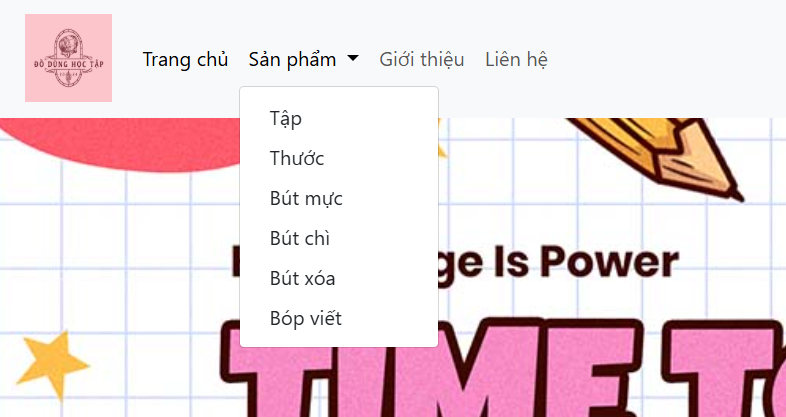 ĐỒ DÙNG HỌC TẬP
Trang chủ Sản phẩm Giới thiệu Liên hệ
Tập
Thước
Bút mực
Bút chì
Bút xóa
Bóp viết
ge Is Power
TIME TO